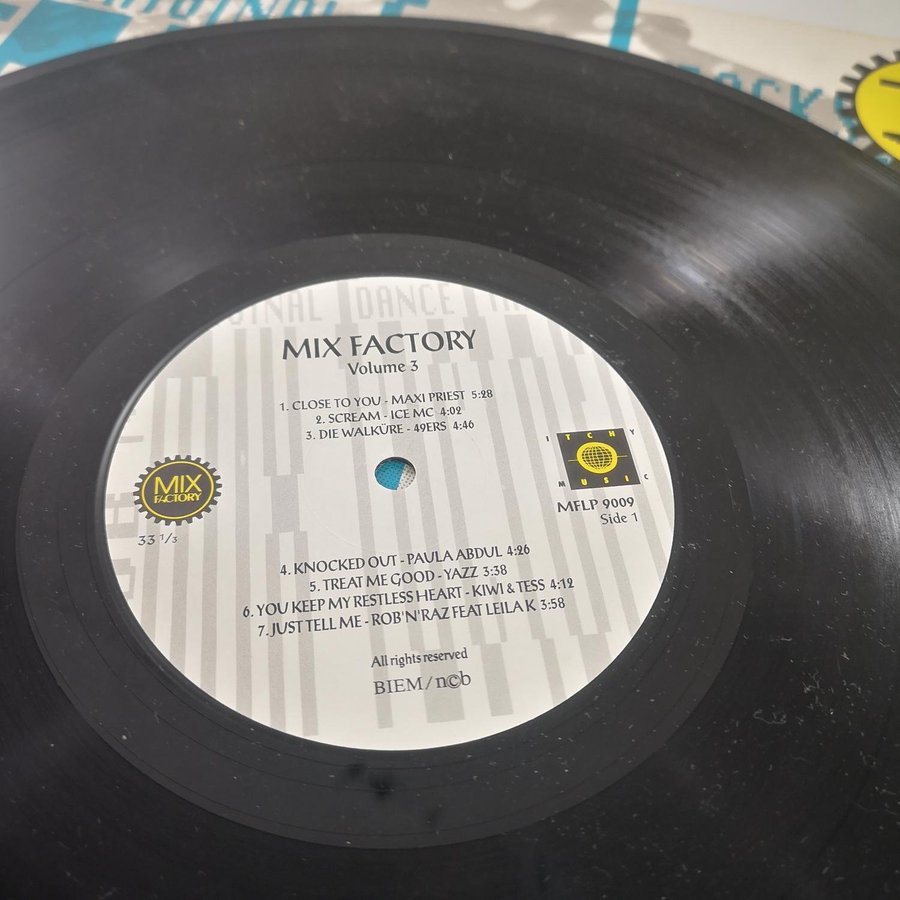 ORIGINAL
MIX FACTORY
Volume 3
1. CLOSE TO YOU - MAXI PRIEST 5:28
2. SCREAM - ICE MC 4:02
3. DIE WALKÜRE - 49ERS 4:46
MIX
FACTORY
33 1/3
ITCHY
MUSIC
MFLP 9009
Side 1
4. KNOCKED OUT - PAULA ABDUL 4:26
5. TREAT ME GOOD - YAZZ 3:38
6. YOU KEEP MY RESTLESS HEART - KIWI & TESS 4:12
7. JUST TELL ME - ROB'N'RAZ FEAT LEILA K 3:58
All rights reserved
BIEM/n©b
DANCE